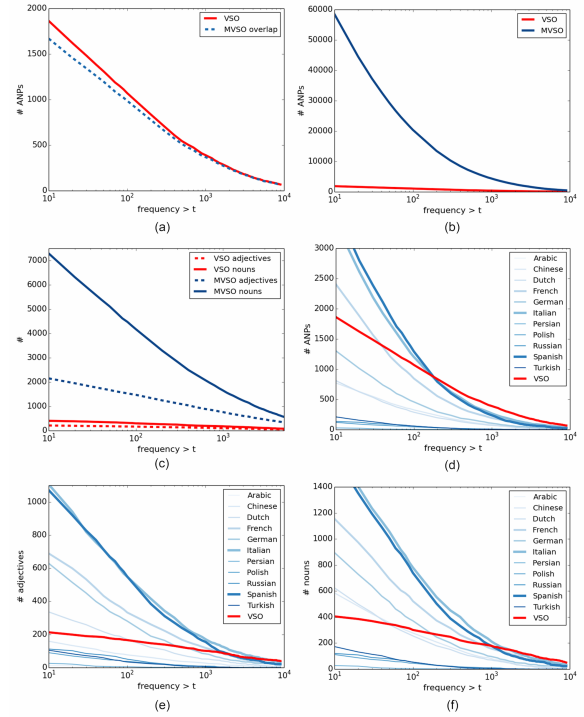 2000
1500
1000
500
0
# ANPs
VSO
MVSO overlap
10^1
10^2
10^3
10^4
frequency > t
(a)
60000
50000
40000
30000
20000
10000
0
# ANPs
VSO
MVSO
10^1
10^2
10^3
10^4
frequency > t
(b)
7000
6000
5000
4000
3000
2000
1000
0
#
VSO adjectives
VSO nouns
MVSO adjectives
MVSO nouns
10^1
10^2
10^3
frequency > t
(c)
3000
2500
2000
1500
1000
500
0
# ANPs
Arabic
Chinese
Dutch
French
German
Italian
Persian
Polish
Russian
Spanish
Turkish
VSO
10^1
10^2
10^3
10^4
frequency > t
(d)
1000
800
600
400
200
0
# adjectives
Arabic
Chinese
Dutch
French
German
Italian
Persian
Polish
Russian
Spanish
Turkish
VSO
10^1
10^2
10^3
10^4
frequency > t
(e)
1400
1200
1000
800
600
400
200
0
# nouns
Arabic
Chinese
Dutch
French
German
Italian
Persian
Polish
Russian
Spanish
Turkish
VSO
10^1
10^2
10^3
10^4
frequency > t
(f)